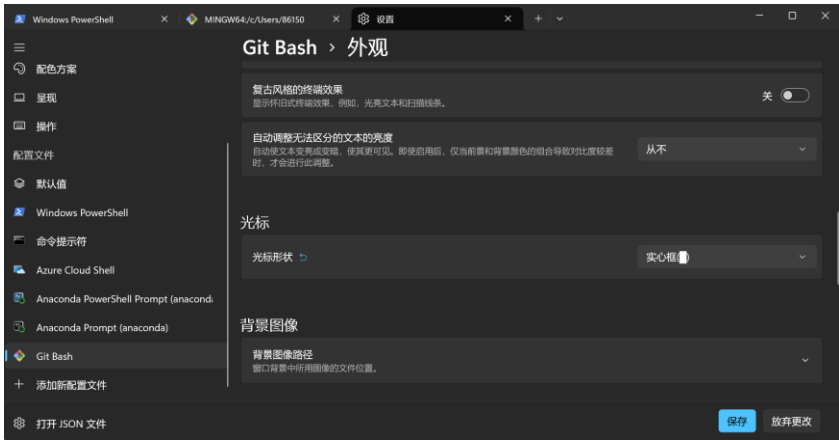 Windows PowerShell
MINGW64:/c/Users/86150
设置
配色方案
呈现
操作
配置文件
默认值
Windows PowerShell
命令提示符
Azure Cloud Shell
Anaconda PowerShell Prompt (anaconda
Anaconda Prompt (anaconda)
Git Bash
添加新配置文件
打开 JSON 文件
Git Bash › 外观
复古风格的终端效果
显示怀旧式终端效果，例如，光亮文本和扫描线条。
关
自动调整无法区分的文本的亮度
自动使文本变亮或变暗，使其更可见。即使启用后，仅当前景和背景颜色的组合导致对比度较差
时，才会进行此调整。
从不
光标
光标形状
实心框(█)
背景图像
背景图像路径
窗口背景中所用图像的文件位置。
保存
放弃更改